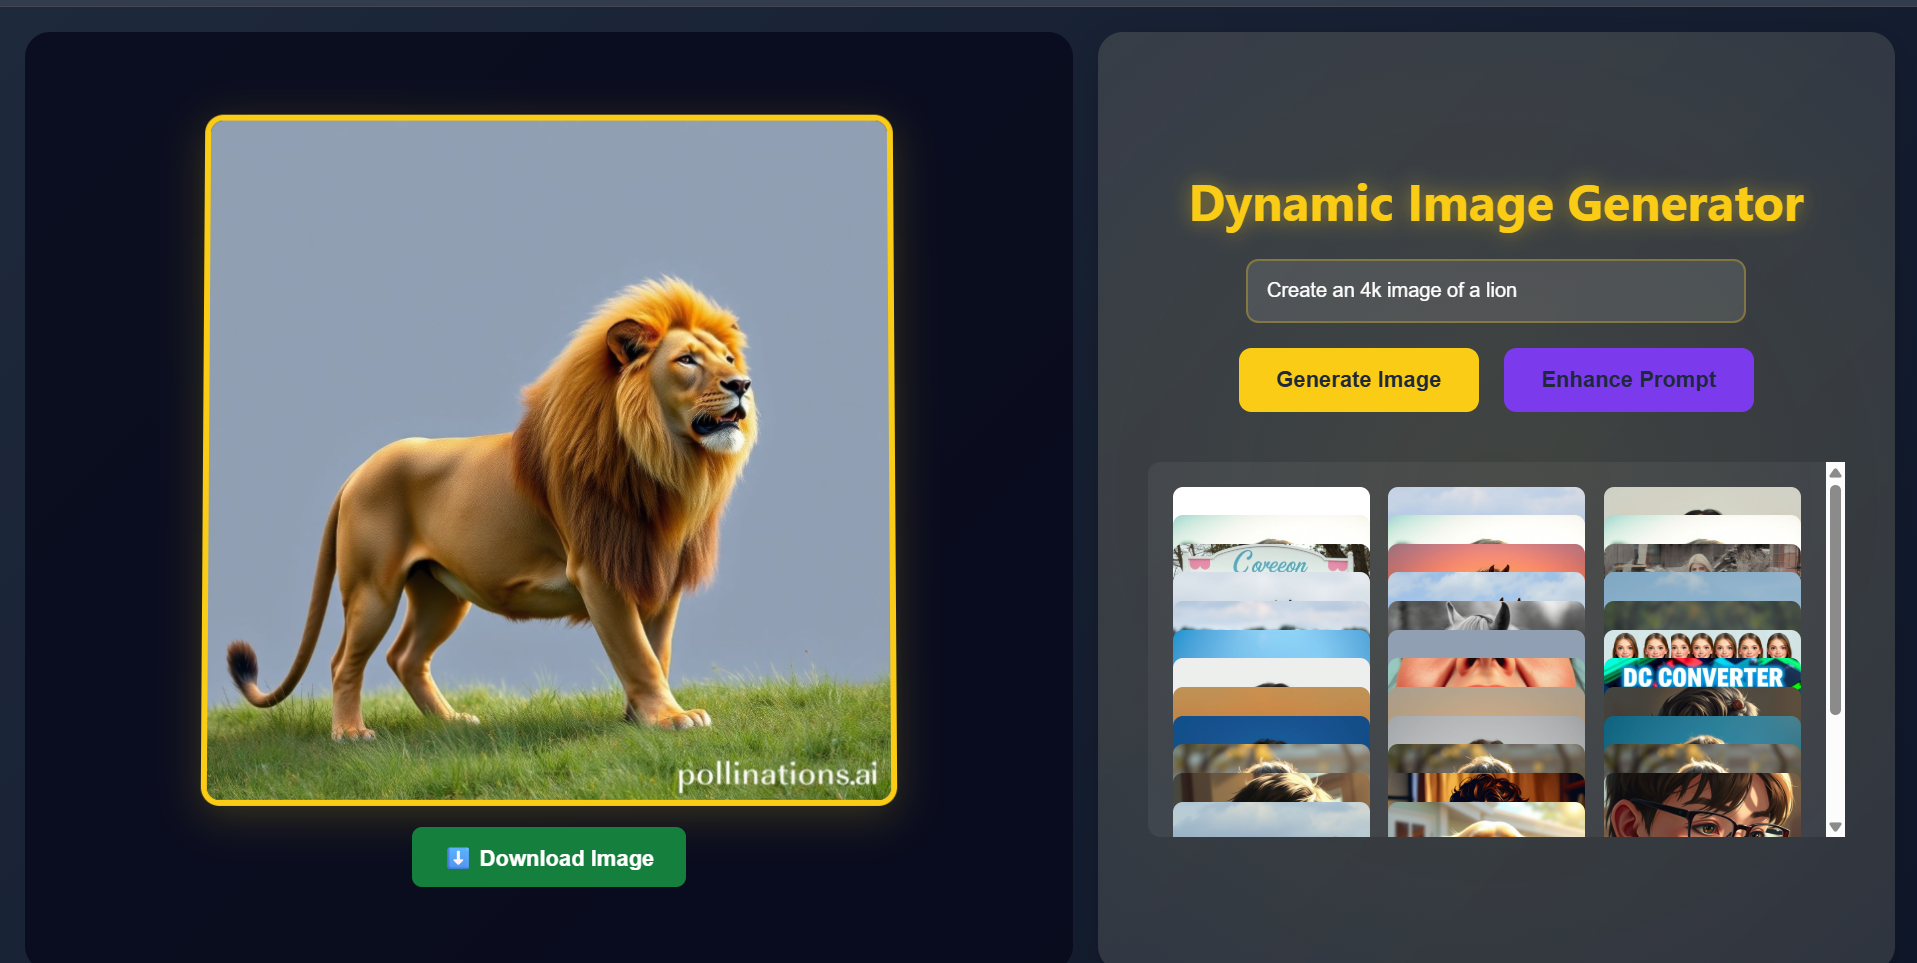 pollinations.ai
Download Image
Dynamic Image Generator
Create an 4k image of a lion
Generate Image
Enhance Prompt
Coreeon
DC CONVERTER